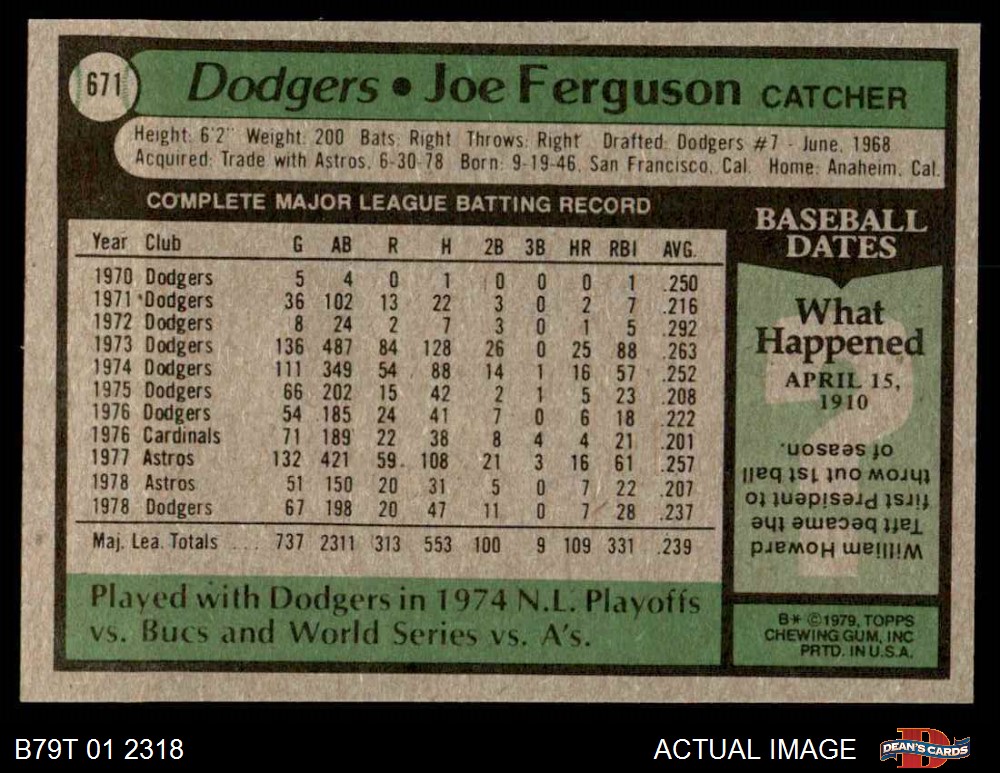 671
Dodgers • Joe Ferguson CATCHER
Height: 6'2" Weight: 200 Bats: Right Throws: Right Drafted: Dodgers #7 - June, 1968
Acquired: Trade with Astros, 6-30-78 Born: 9-19-46, San Francisco, Cal. Home: Anaheim, Cal.
COMPLETE MAJOR LEAGUE BATTING RECORD
Year Club G AB R H 2B 3B HR RBI AVG.
1970 Dodgers 5 4 0 1 0 0 0 1 .250
1971 Dodgers 36 102 13 22 3 0 2 7 .216
1972 Dodgers 8 24 2 7 3 0 1 5 .292
1973 Dodgers 136 487 84 128 26 0 25 88 .263
1974 Dodgers 111 349 54 88 14 1 16 57 .252
1975 Dodgers 66 202 15 42 2 1 5 23 .208
1976 Dodgers 54 185 24 41 7 0 6 18 .222
1976 Cardinals 71 189 22 38 8 4 4 21 .201
1977 Astros 132 421 59 108 21 3 16 61 .257
1978 Astros 51 150 20 31 5 0 7 22 .207
1978 Dodgers 67 198 20 47 11 0 7 28 .237
Maj. Lea. Totals ... 737 2311 313 553 100 9 109 331 .239
Played with Dodgers in 1974 N.L. Playoffs
vs. Bucs and World Series vs. A's.
BASEBALL
DATES
What
Happened
APRIL 15,
1910
William Howard
Taft became the
first President to
throw out 1st ball
of season.
B* ©1979, TOPPS
CHEWING GUM, INC
PRTD. IN U.S.A.
B79T 01 2318
ACTUAL IMAGE
DEAN'S CARDS